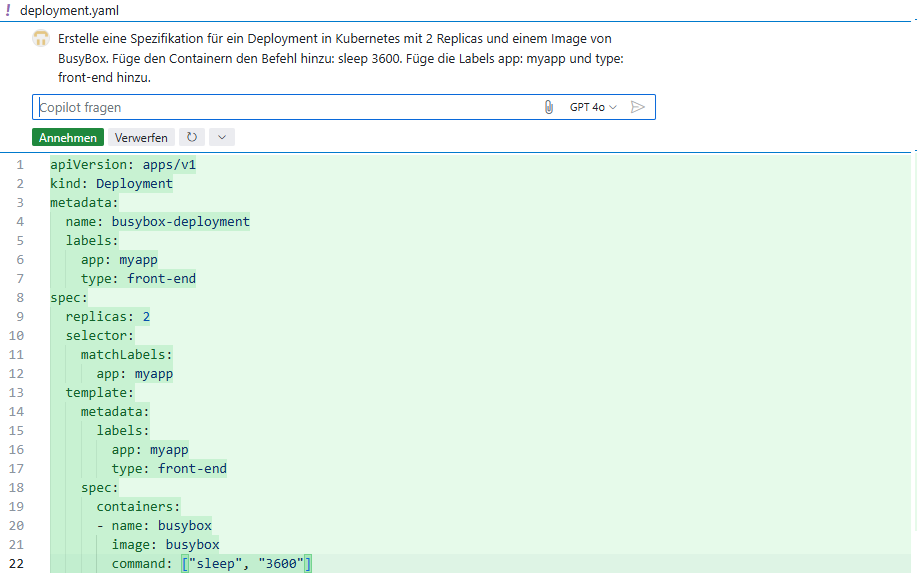 ! deployment.yaml
Erstelle eine Spezifikation für ein Deployment in Kubernetes mit 2 Replicas und einem Image von
BusyBox. Füge den Containern den Befehl hinzu: sleep 3600. Füge die Labels app: myapp und type:
front-end hinzu.
Copilot fragen GPT 4o
Annehmen Verwerfen
1 apiVersion: apps/v1
2 kind: Deployment
3 metadata:
4   name: busybox-deployment
5   labels:
6     app: myapp
7     type: front-end
8 spec:
9   replicas: 2
10   selector:
11     matchLabels:
12       app: myapp
13   template:
14     metadata:
15       labels:
16         app: myapp
17         type: front-end
18     spec:
19       containers:
20       - name: busybox
21         image: busybox
22         command: ["sleep", "3600"]